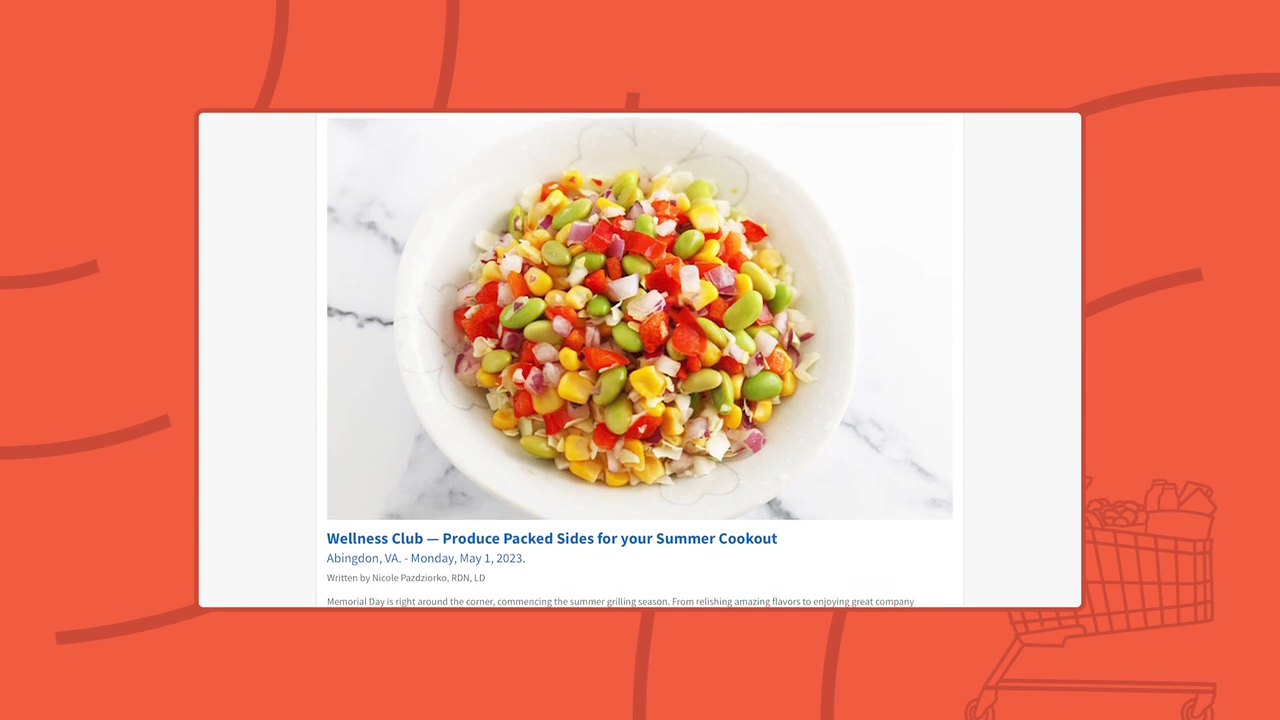 Wellness Club — Produce Packed Sides for your Summer Cookout
Abingdon, VA. - Monday, May 1, 2023.
Written by Nicole Pazdziorko, RDN, LD
Memorial Day is right around the corner, commencing the summer grilling season. From relishing amazing flavors to enjoying great company